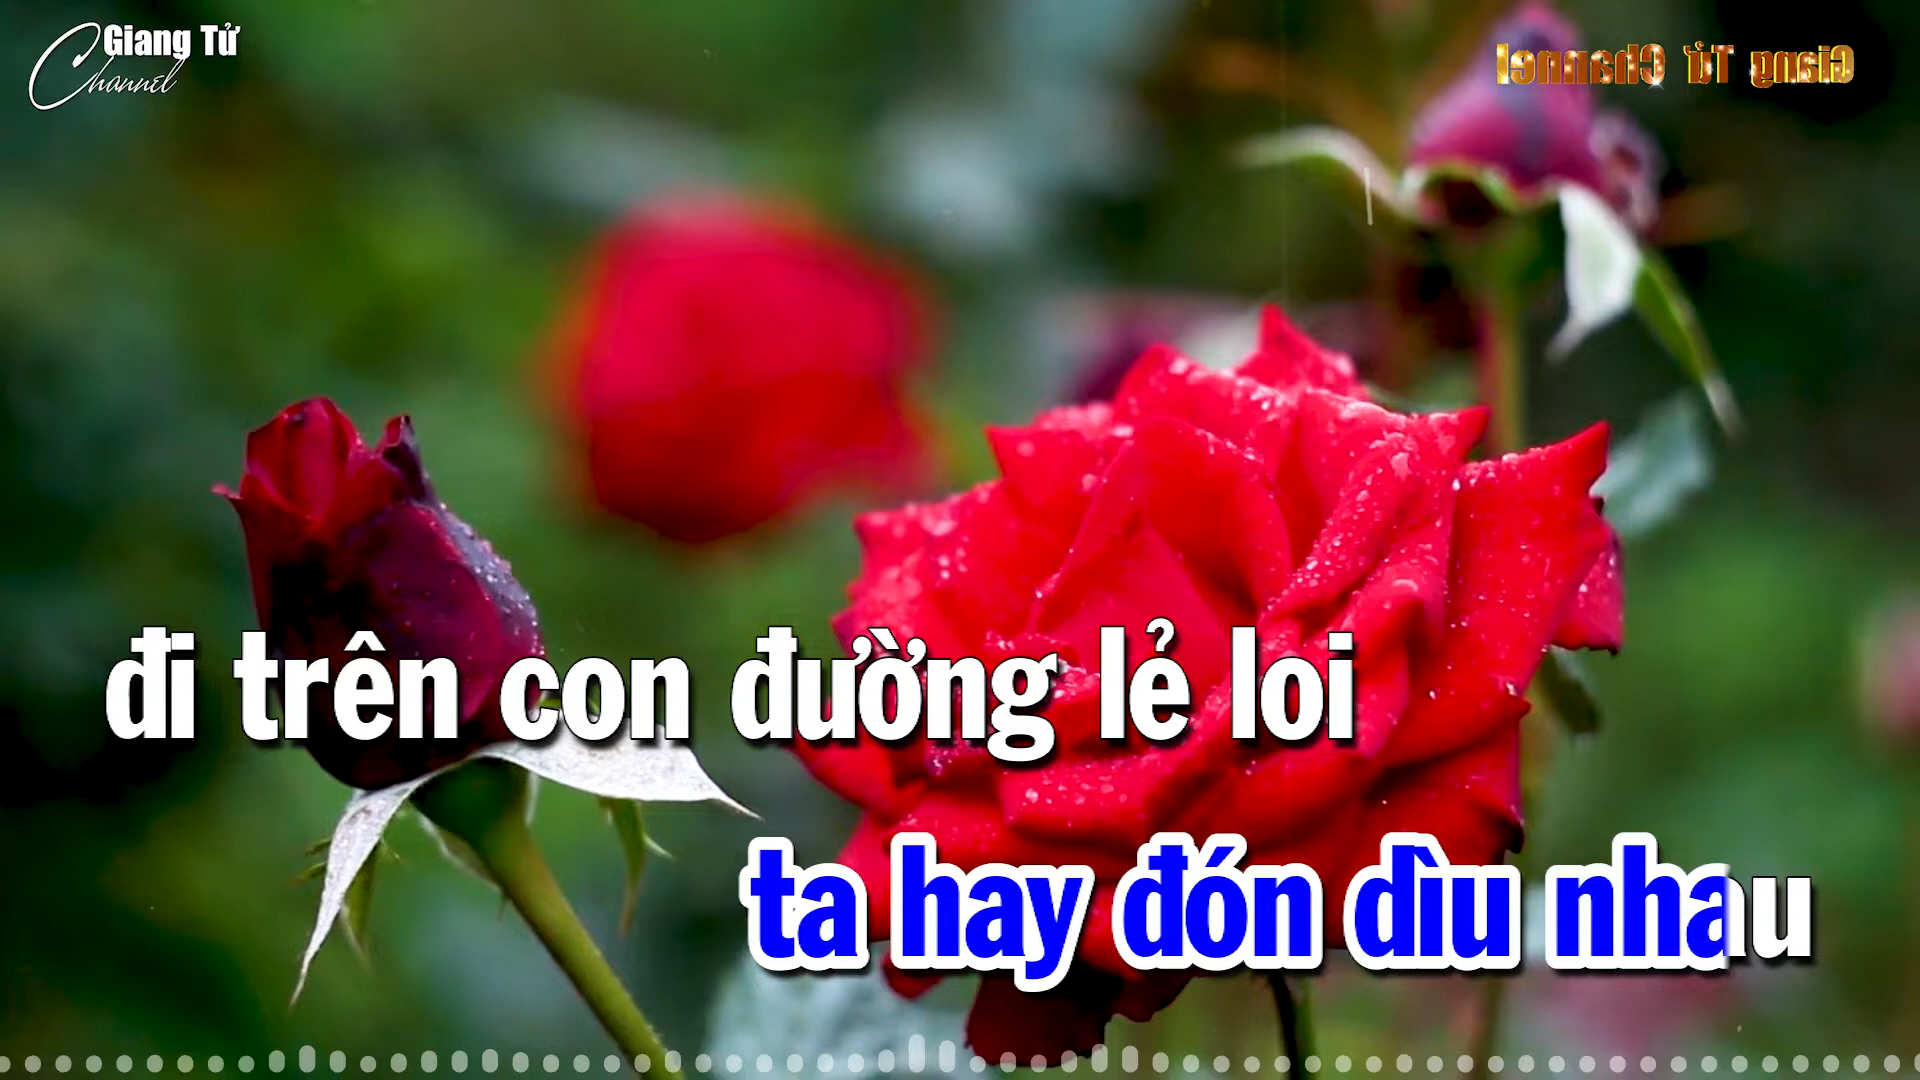 Giang Tử
Channel
Giang Tử Channel
đi trên con đường lẻ loi
ta hay đón dìu nhau